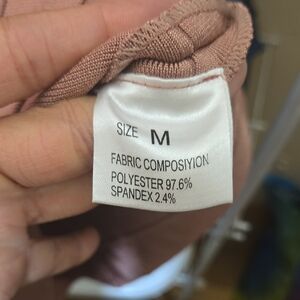 SIZE M
FABRIC COMPOSIYION
POLYESTER 97.6%
SPANDEX 2.4%